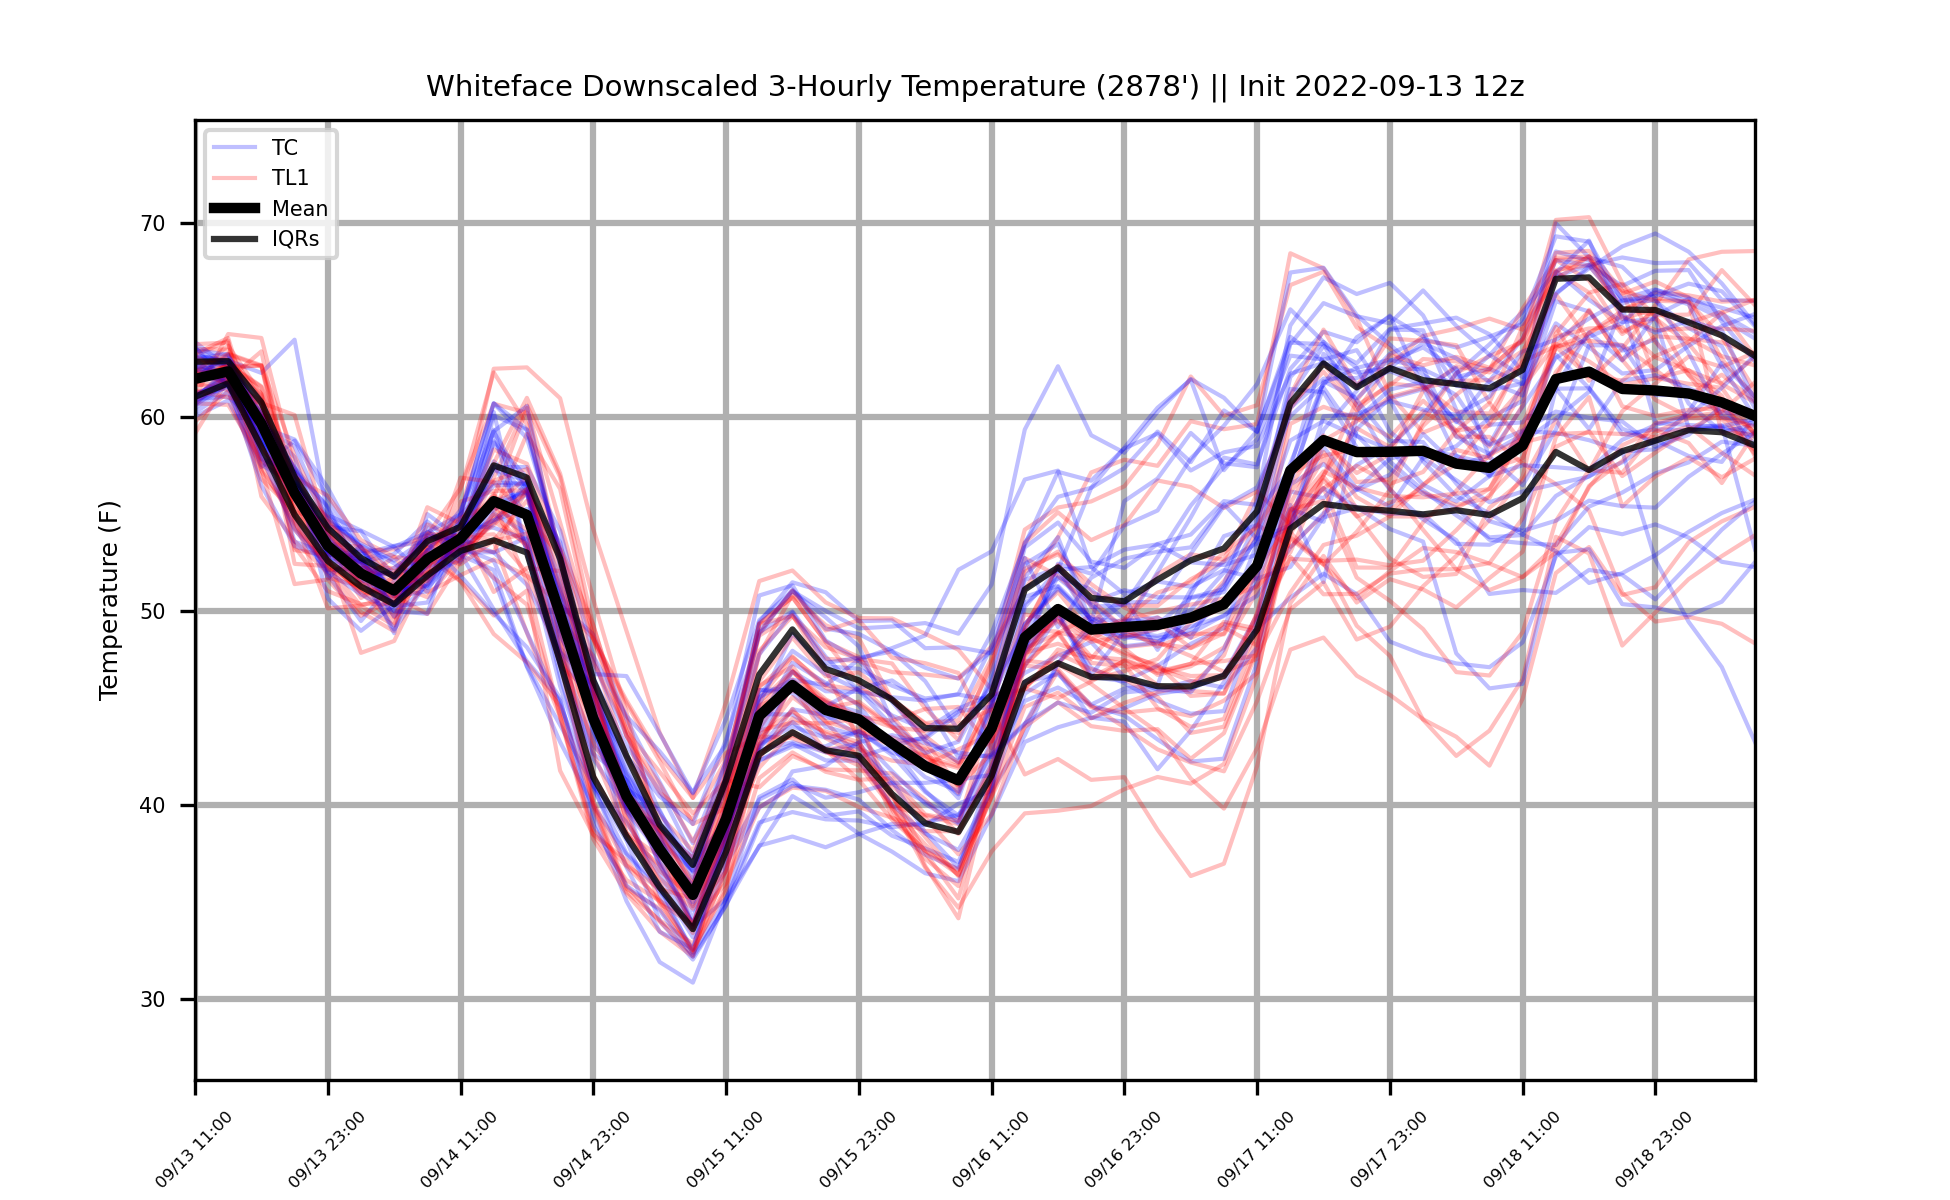 Whiteface Downscaled 3-Hourly Temperature (2878') || Init 2022-09-13 12z
TC
TL1
Mean
IQRs
Temperature (F)
70
60
50
40
30
09/13 11:00
09/13 23:00
09/14 11:00
09/14 23:00
09/15 11:00
09/15 23:00
09/16 11:00
09/16 23:00
09/17 11:00
09/17 23:00
09/18 11:00
09/18 23:00